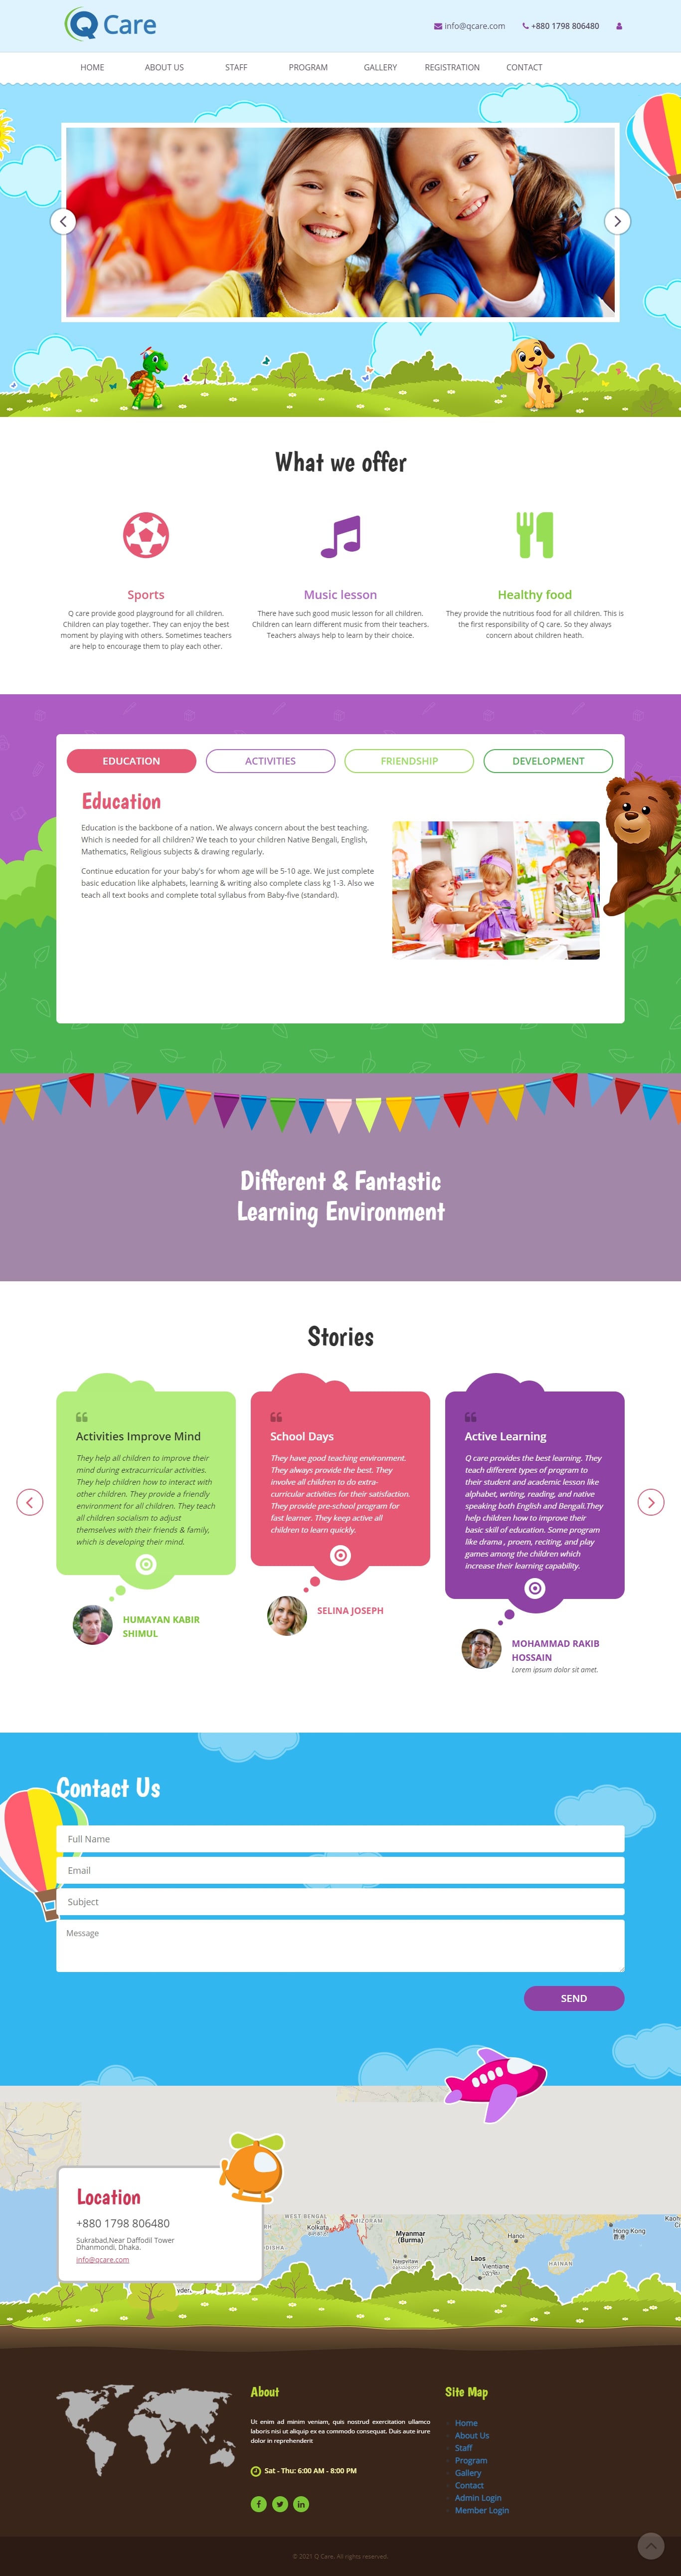 Q Care
info@qcare.com
+880 1798 806480
HOME
ABOUT US
STAFF
PROGRAM
GALLERY
REGISTRATION
CONTACT
What we offer
Sports
Q care provide good playground for all children.
Children can play together. They can enjoy the best
moment by playing with others. Sometimes teachers
are help to encourage them to play each other.
Music lesson
There have such good music lesson for all children.
Children can learn different music from their teachers.
Teachers always help to learn by their choice.
Healthy food
They provide the nutritious food for all children. This is
the first responsibility of Q care. So they always
concern about children heath.
EDUCATION
ACTIVITIES
FRIENDSHIP
DEVELOPMENT
Education
Education is the backbone of a nation. We always concern about the best teaching.
Which is needed for all children? We teach to your children Native Bengali, English,
Mathematics, Religious subjects & drawing regularly.
Continue education for your baby's for whom age will be 5-10 age. We just complete
basic education like alphabets, learning & writing also complete class kg 1-3. Also we
teach all text books and complete total syllabus from Baby-five (standard).
Different & Fantastic
Learning Environment
Stories
Activities Improve Mind
They help all children to improve their
mind during extracurricular activities.
They help children how to interact with
other children. They provide a friendly
environment for all children. They teach
all children socialism to adjust
themselves with their friends & family,
which is developing their mind.
HUMAYAN KABIR
SHIMUL
School Days
They have good teaching environment.
They always provide the best. They
involve all children to do extra-
curricular activities for their satisfaction.
They provide pre-school program for
fast learner. They keep active all
children to learn quickly.
SELINA JOSEPH
Active Learning
Q care provides the best learning. They
teach different types of program to
their student and academic lesson like
alphabet, writing, reading, and native
speaking both English and Bengali.They
help children how to improve their
basic skill of education. Some program
like drama , proem, reciting, and play
games among the children which
increase their learning capability.
MOHAMMAD RAKIB
HOSSAIN
Lorem ipsum dolor sit amet.
Contact Us
Full Name
Email
Subject
Message
SEND
Location
+880 1798 806480
Sukrabad,Near Daffodil Tower
Dhanmondi, Dhaka.
info@qcare.com
WEST BENGAL
Kolkata
MIZORAM
Myanmar
(Burma)
Naypyitaw
Hanoi
Laos
Vientiane
HAINAN
Hong Kong
香港
About
Ut enim ad minim veniam, quis nostrud exercitation ullamco
laboris nisi ut aliquip ex ea commodo consequat. Duis aute irure
dolor in reprehenderit
Sat - Thu: 6:00 AM - 8:00 PM
Site Map
Home
About Us
Staff
Program
Gallery
Contact
Admin Login
Member Login
© 2021 Q Care. All rights reserved.